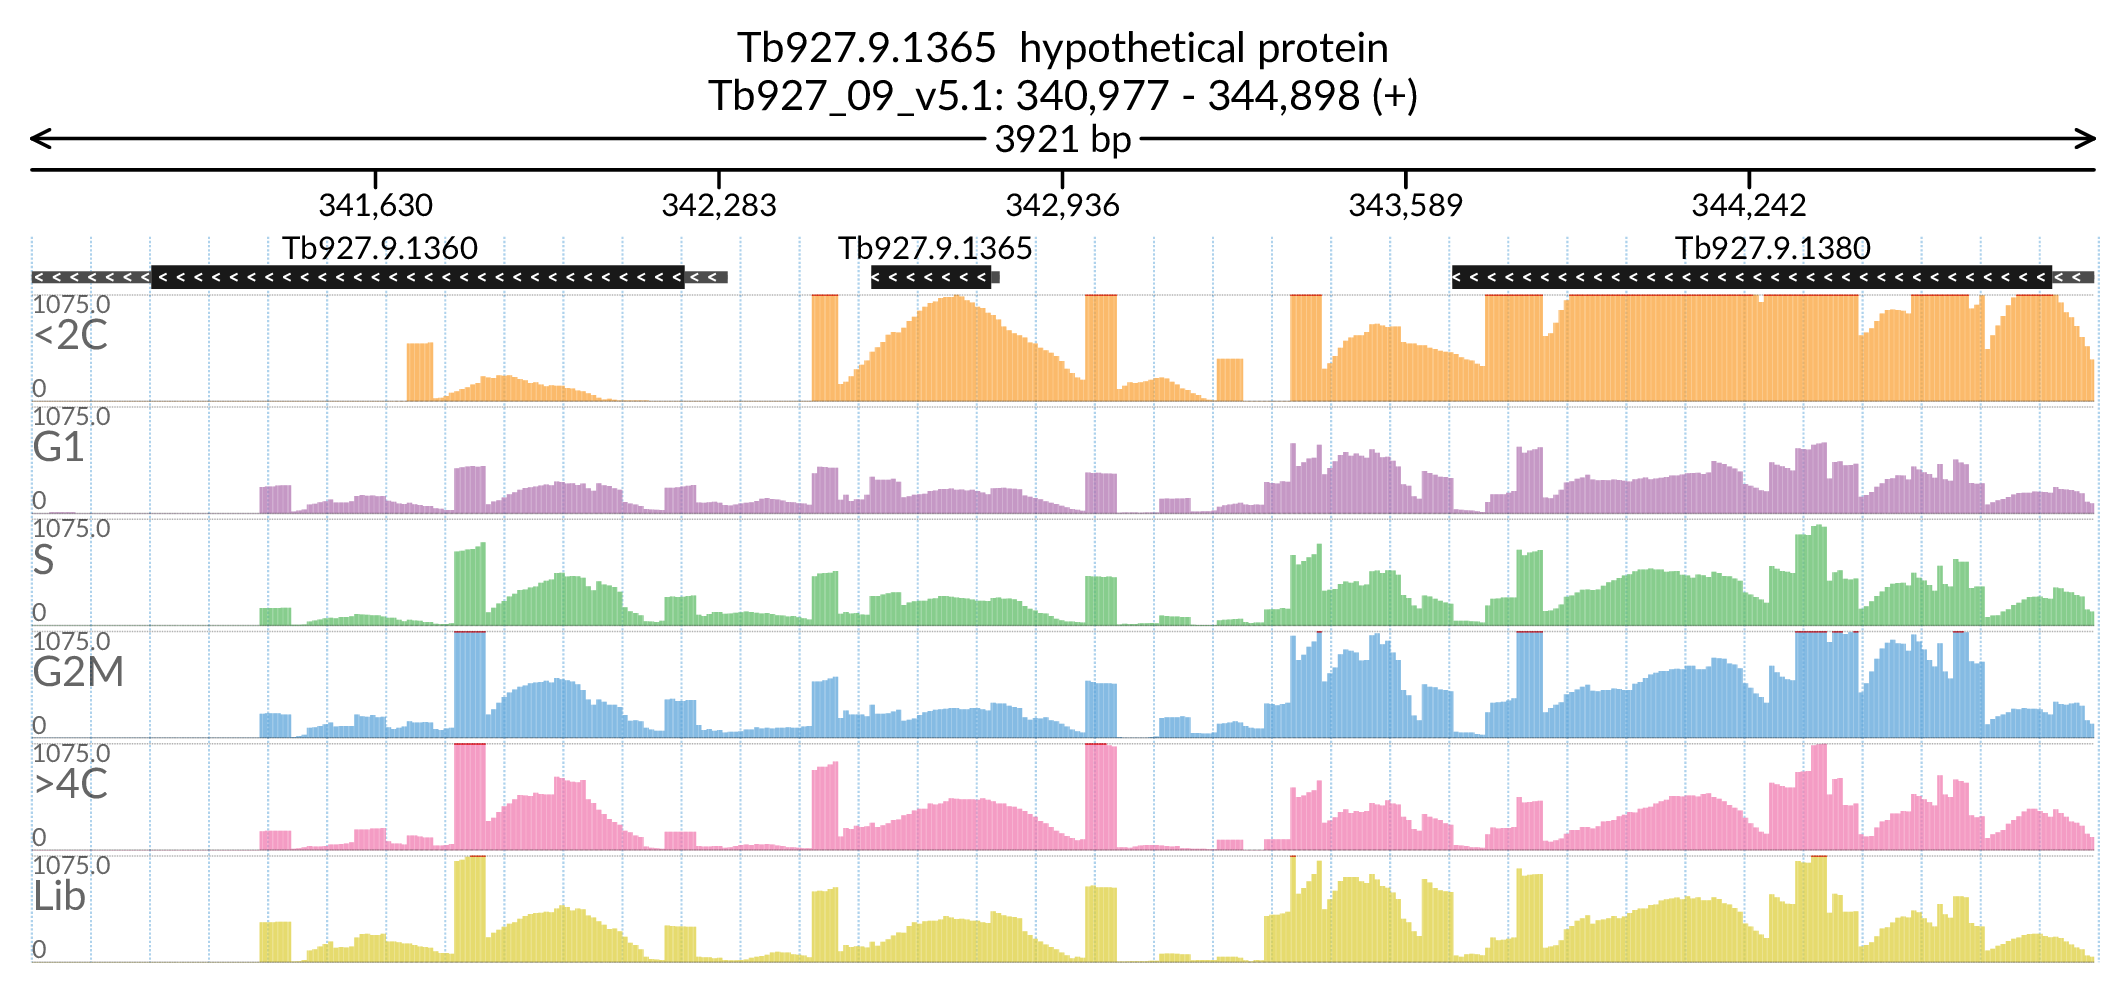 Tb927.9.1365 hypothetical protein
Tb927_09_v5.1: 340,977 - 344,898 (+)
3921 bp
341,630 342,283 342,936 343,589 344,242
Tb927.9.1360 Tb927.9.1365 Tb927.9.1380
1075.0
<2C
0
1075.0
G1
0
1075.0
S
0
1075.0
G2M
0
1075.0
>4C
0
1075.0
Lib
0